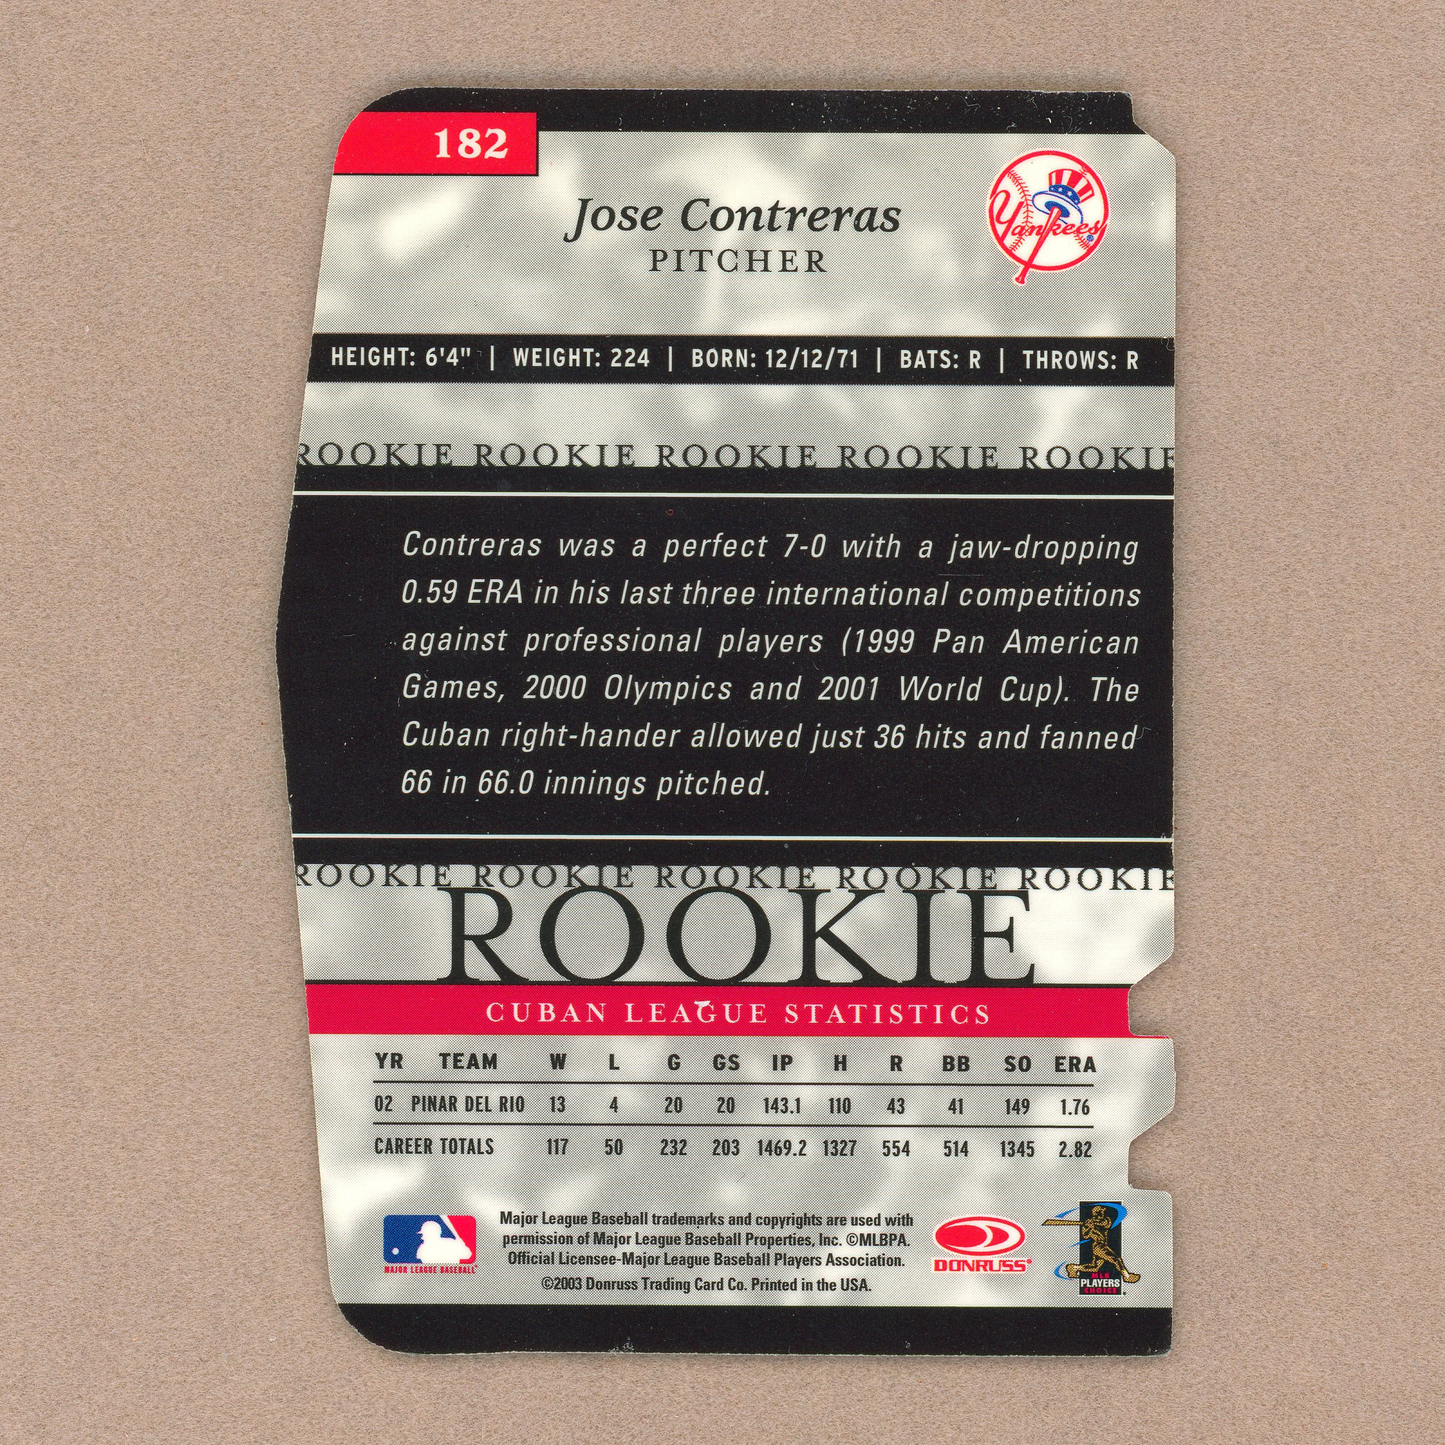 182
Jose Contreras
PITCHER
Yankees
HEIGHT: 6'4" | WEIGHT: 224 | BORN: 12/12/71 | BATS: R | THROWS: R
ROOKIE ROOKIE ROOKIE ROOKIE ROOKIE
Contreras was a perfect 7-0 with a jaw-dropping
0.59 ERA in his last three international competitions
against professional players (1999 Pan American
Games, 2000 Olympics and 2001 World Cup). The
Cuban right-hander allowed just 36 hits and fanned
66 in 66.0 innings pitched.
ROOKIE ROOKIE ROOKIE ROOKIE ROOKIE
ROOKIE
CUBAN LEAGUE STATISTICS
YR TEAM W L G GS IP H R BB SO ERA
02 PINAR DEL RIO 13 4 20 20 143.1 110 43 41 149 1.76
CAREER TOTALS 117 50 232 203 1469.2 1327 554 514 1345 2.82
Major League Baseball trademarks and copyrights are used with
permission of Major League Baseball Properties, Inc. ©MLBPA.
Official Licensee-Major League Baseball Players Association.
©2003 Donruss Trading Card Co. Printed in the USA.
MAJOR LEAGUE BASEBALL
DONRUSS®
MLB
PLAYERS
CHOICE